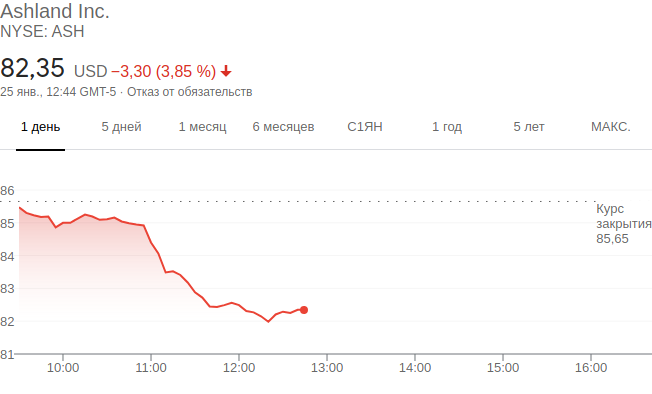 Ashland Inc.
NYSE: ASH
82,35 USD −3,30 (3,85 %)
25 янв., 12:44 GMT-5 · Отказ от обязательств
1 день 5 дней 1 месяц 6 месяцев С1ЯН 1 год 5 лет МАКС.
86
Курс
закрытия
85,65
85
84
83
82
81
10:00 11:00 12:00 13:00 14:00 15:00 16:00